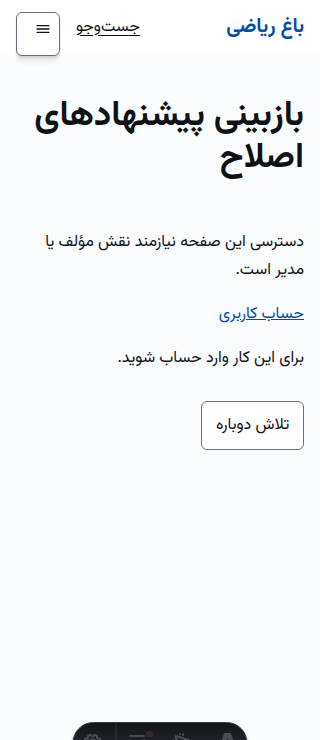 باغ ریاضی
جست‌وجو
بازبینی پیشنهادهای
اصلاح
دسترسی این صفحه نیازمند نقش مؤلف یا
مدیر است.
حساب کاربری
برای این کار وارد حساب شوید.
تلاش دوباره